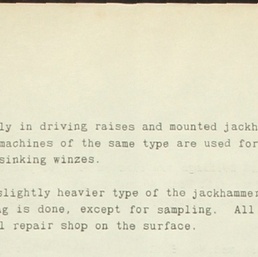 ly in driving raises and mounted jackh
machines of the same type are used for
sinking winzes.
slightly heavier type of the jackhammer
g is done, except for sampling. All
l repair shop on the surface.